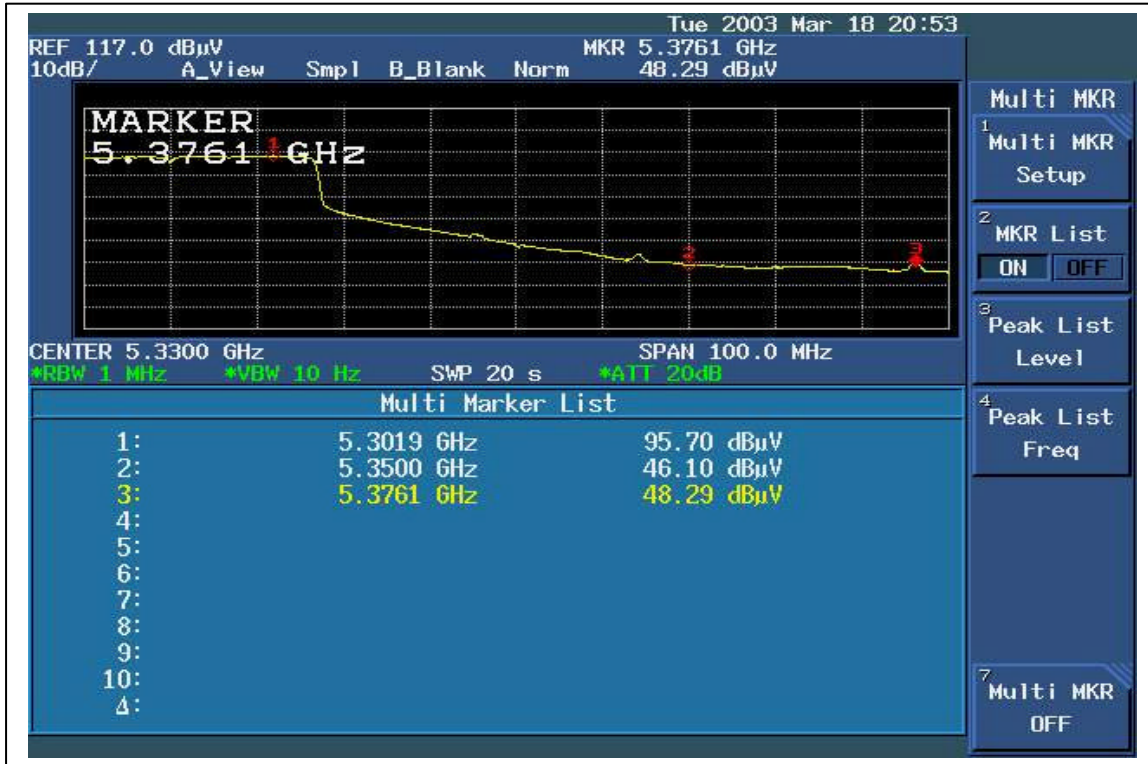 Tue 2003 Mar 18 20:53
REF 117.0 dBµV MKR 5.3761 GHz
10dB/ A_View Smpl B_Blank Norm 48.29 dBµV
MARKER
5.3761 GHz
1
2
3
CENTER 5.3300 GHz SPAN 100.0 MHz
*RBW 1 MHz *VBW 10 Hz SWP 20 s *ATT 20dB
Multi Marker List
1: 5.3019 GHz 95.70 dBµV
2: 5.3500 GHz 46.10 dBµV
3: 5.3761 GHz 48.29 dBµV
4:
5:
6:
7:
8:
9:
10:
Δ:
Multi MKR
1
Multi MKR
Setup
2
MKR List
ON OFF
3
Peak List
Level
4
Peak List
Freq
7
Multi MKR
OFF